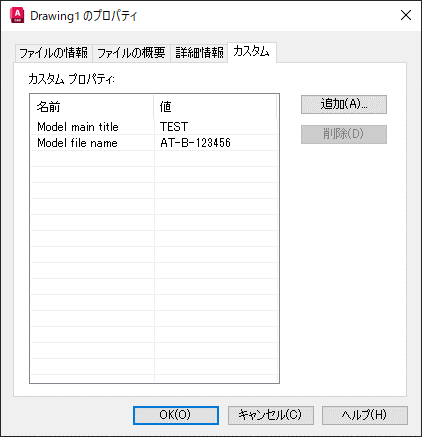 Drawing1 のプロパティ
ファイルの情報 ファイルの概要 詳細情報 カスタム
カスタム プロパティ:
名前 値
追加(A)...
Model main title TEST
Model file name AT-B-123456
削除(D)
OK(O) キャンセル(C) ヘルプ(H)